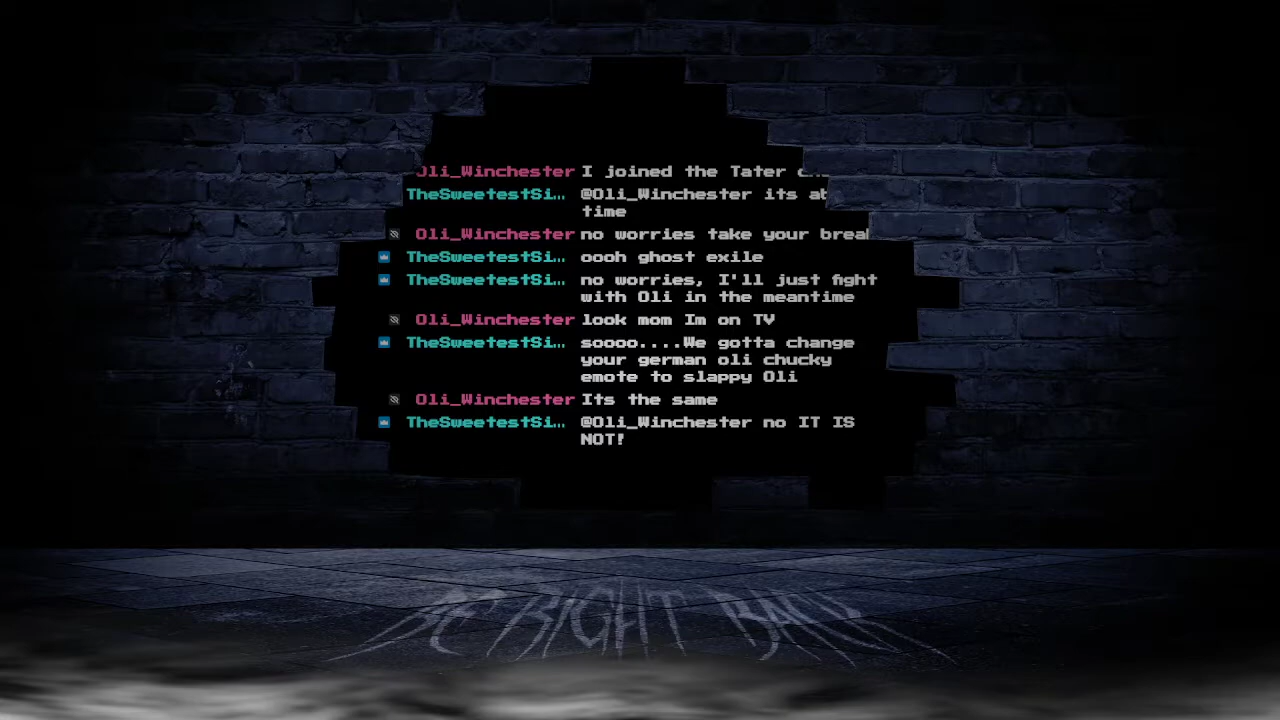 Oli_Winchester I joined the Tater
TheSweetestSi... @Oli_Winchester its
time
Oli_Winchester no worries take your
TheSweetestSi... oooh ghost exile
TheSweetestSi... no worries, I'll just fight
with Oli in the meantime
Oli_Winchester look mom Im on TV
TheSweetestSi... soooo....We gotta change
your german oli chucky
emote to slappy Oli
Oli_Winchester Its the same
TheSweetestSi... @Oli_Winchester no IT IS
NOT!
BE RIGHT BACK